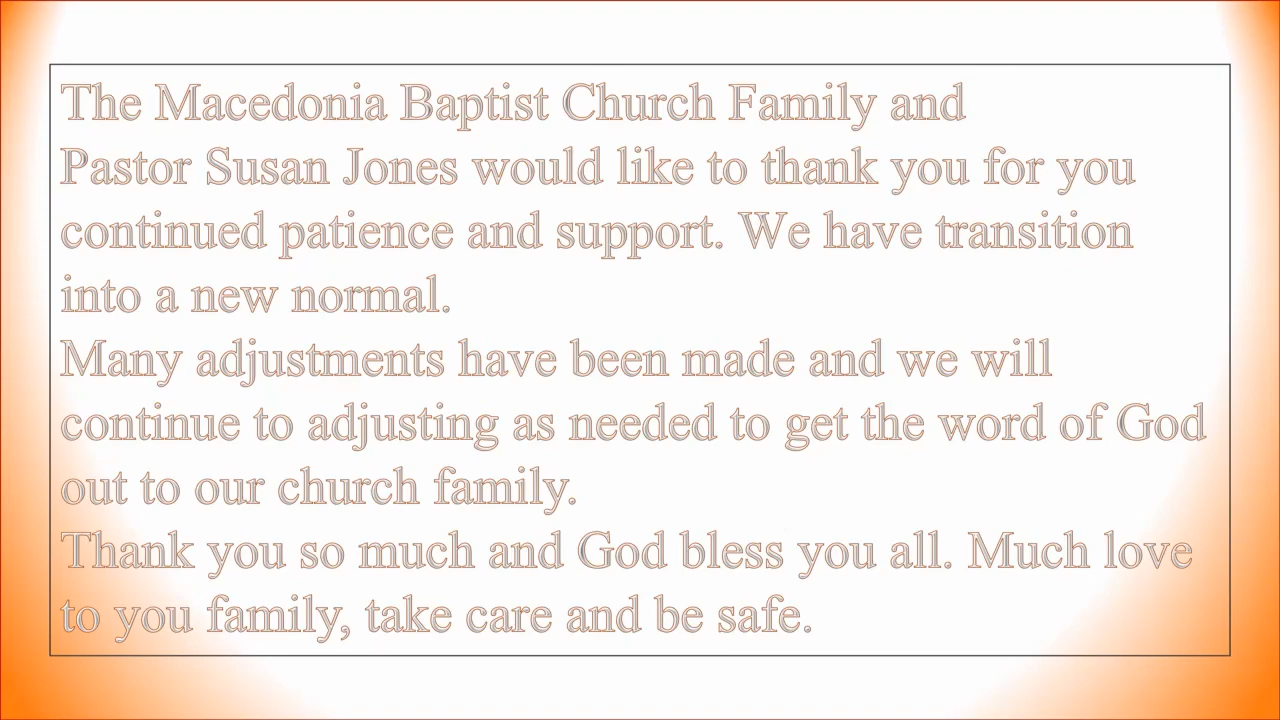 The Macedonia Baptist Church Family and
Pastor Susan Jones would like to thank you for you
continued patience and support. We have transition
into a new normal.
Many adjustments have been made and we will
continue to adjusting as needed to get the word of God
out to our church family.
Thank you so much and God bless you all. Much love
to you family, take care and be safe.